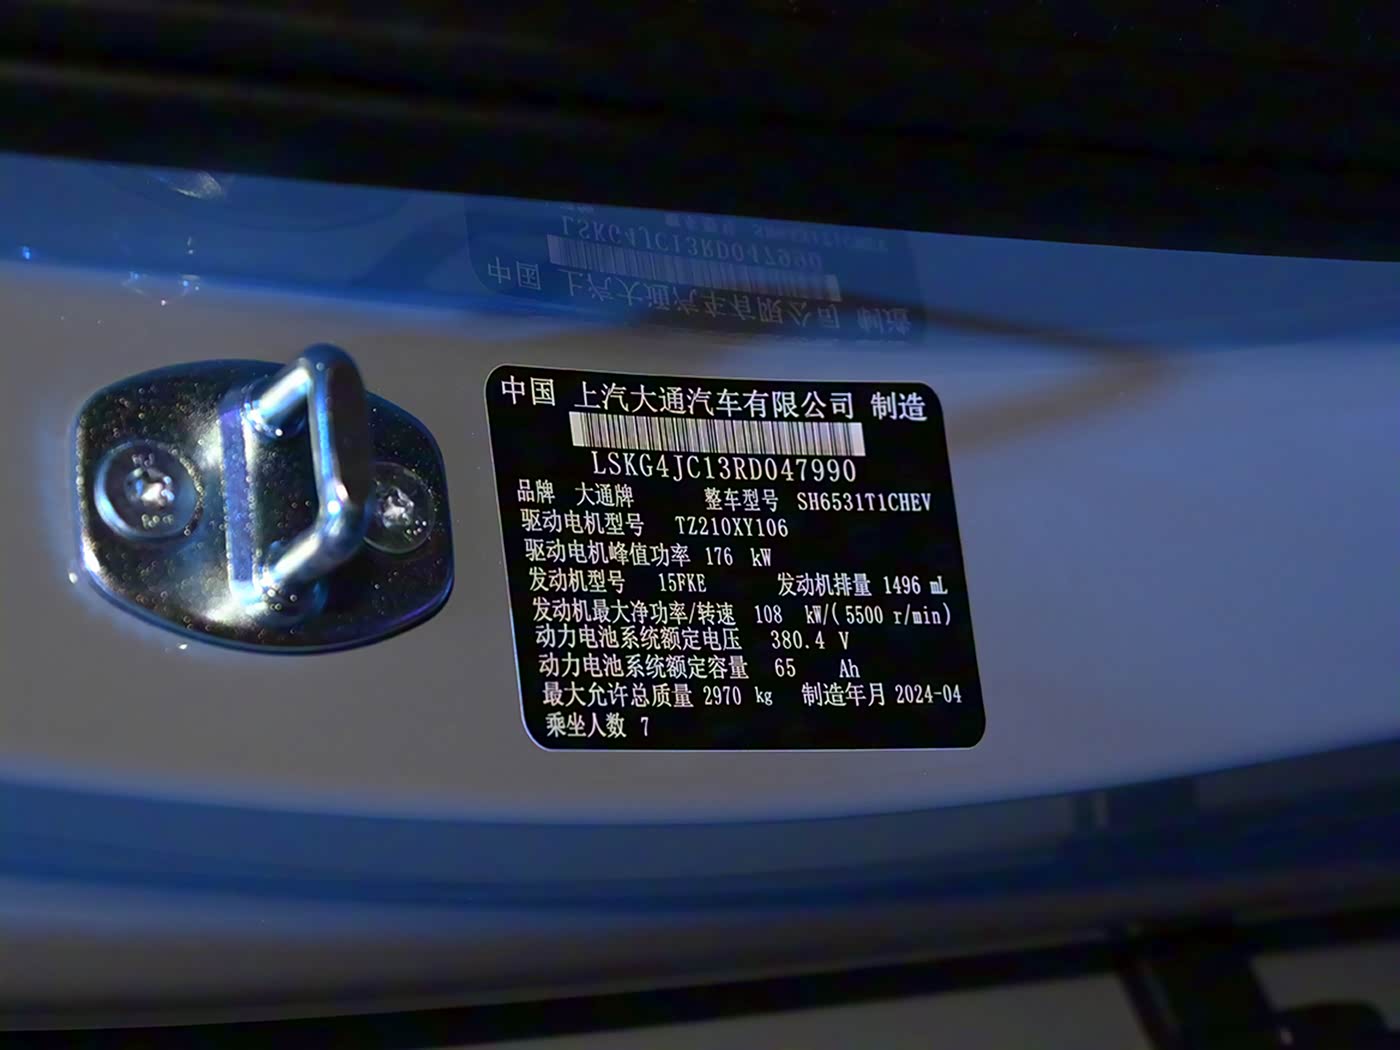 中国 上汽大通汽车有限公司 制造
LSKG4JC13RD047990
品牌 大通牌 整车型号 SH6531T1CHEV
驱动电机型号 TZ210XY106
驱动电机峰值功率 176 kW
发动机型号 15FKE 发动机排量 1496 mL
发动机最大净功率/转速 108 kW/(5500 r/min)
动力电池系统额定电压 380.4 V
动力电池系统额定容量 65 Ah
最大允许总质量 2970 kg 制造年月 2024-04
乘坐人数 7